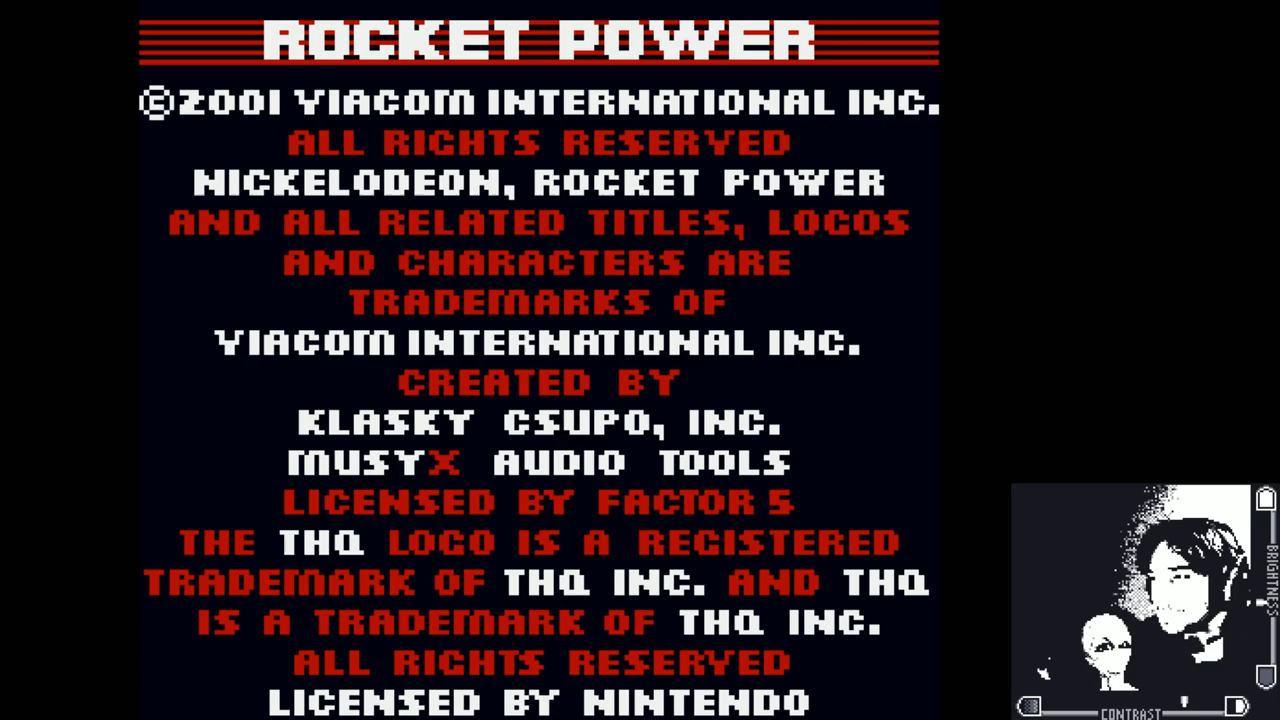 ROCKET POWER
©2001 VIACOM INTERNATIONAL INC.
ALL RIGHTS RESERVED
NICKELODEON, ROCKET POWER
AND ALL RELATED TITLES, LOGOS
AND CHARACTERS ARE
TRADEMARKS OF
VIACOM INTERNATIONAL INC.
CREATED BY
KLASKY CSUPO, INC.
MUSYX AUDIO TOOLS
LICENSED BY FACTOR 5
THE THQ LOGO IS A REGISTERED
TRADEMARK OF THQ INC. AND THQ
IS A TRADEMARK OF THQ INC.
ALL RIGHTS RESERVED
LICENSED BY NINTENDO
BRIGHTNESS
CONTRAST